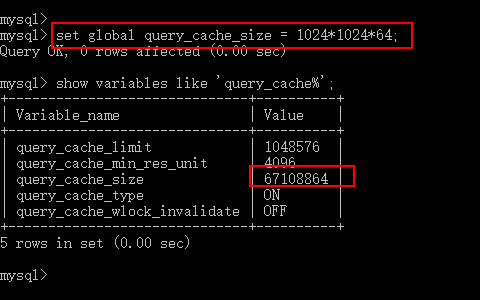 mysql>
mysql> set global query_cache_size = 1024*1024*64;
Query OK, 0 rows affected (0.00 sec)
mysql> show variables like 'query_cache%';
+------------------------------+----------+
| Variable_name                | Value    |
+------------------------------+----------+
| query_cache_limit            | 1048576  |
| query_cache_min_res_unit     | 4096     |
| query_cache_size             | 67108864 |
| query_cache_type             | ON       |
| query_cache_wlock_invalidate | OFF      |
+------------------------------+----------+
5 rows in set (0.00 sec)
mysql>